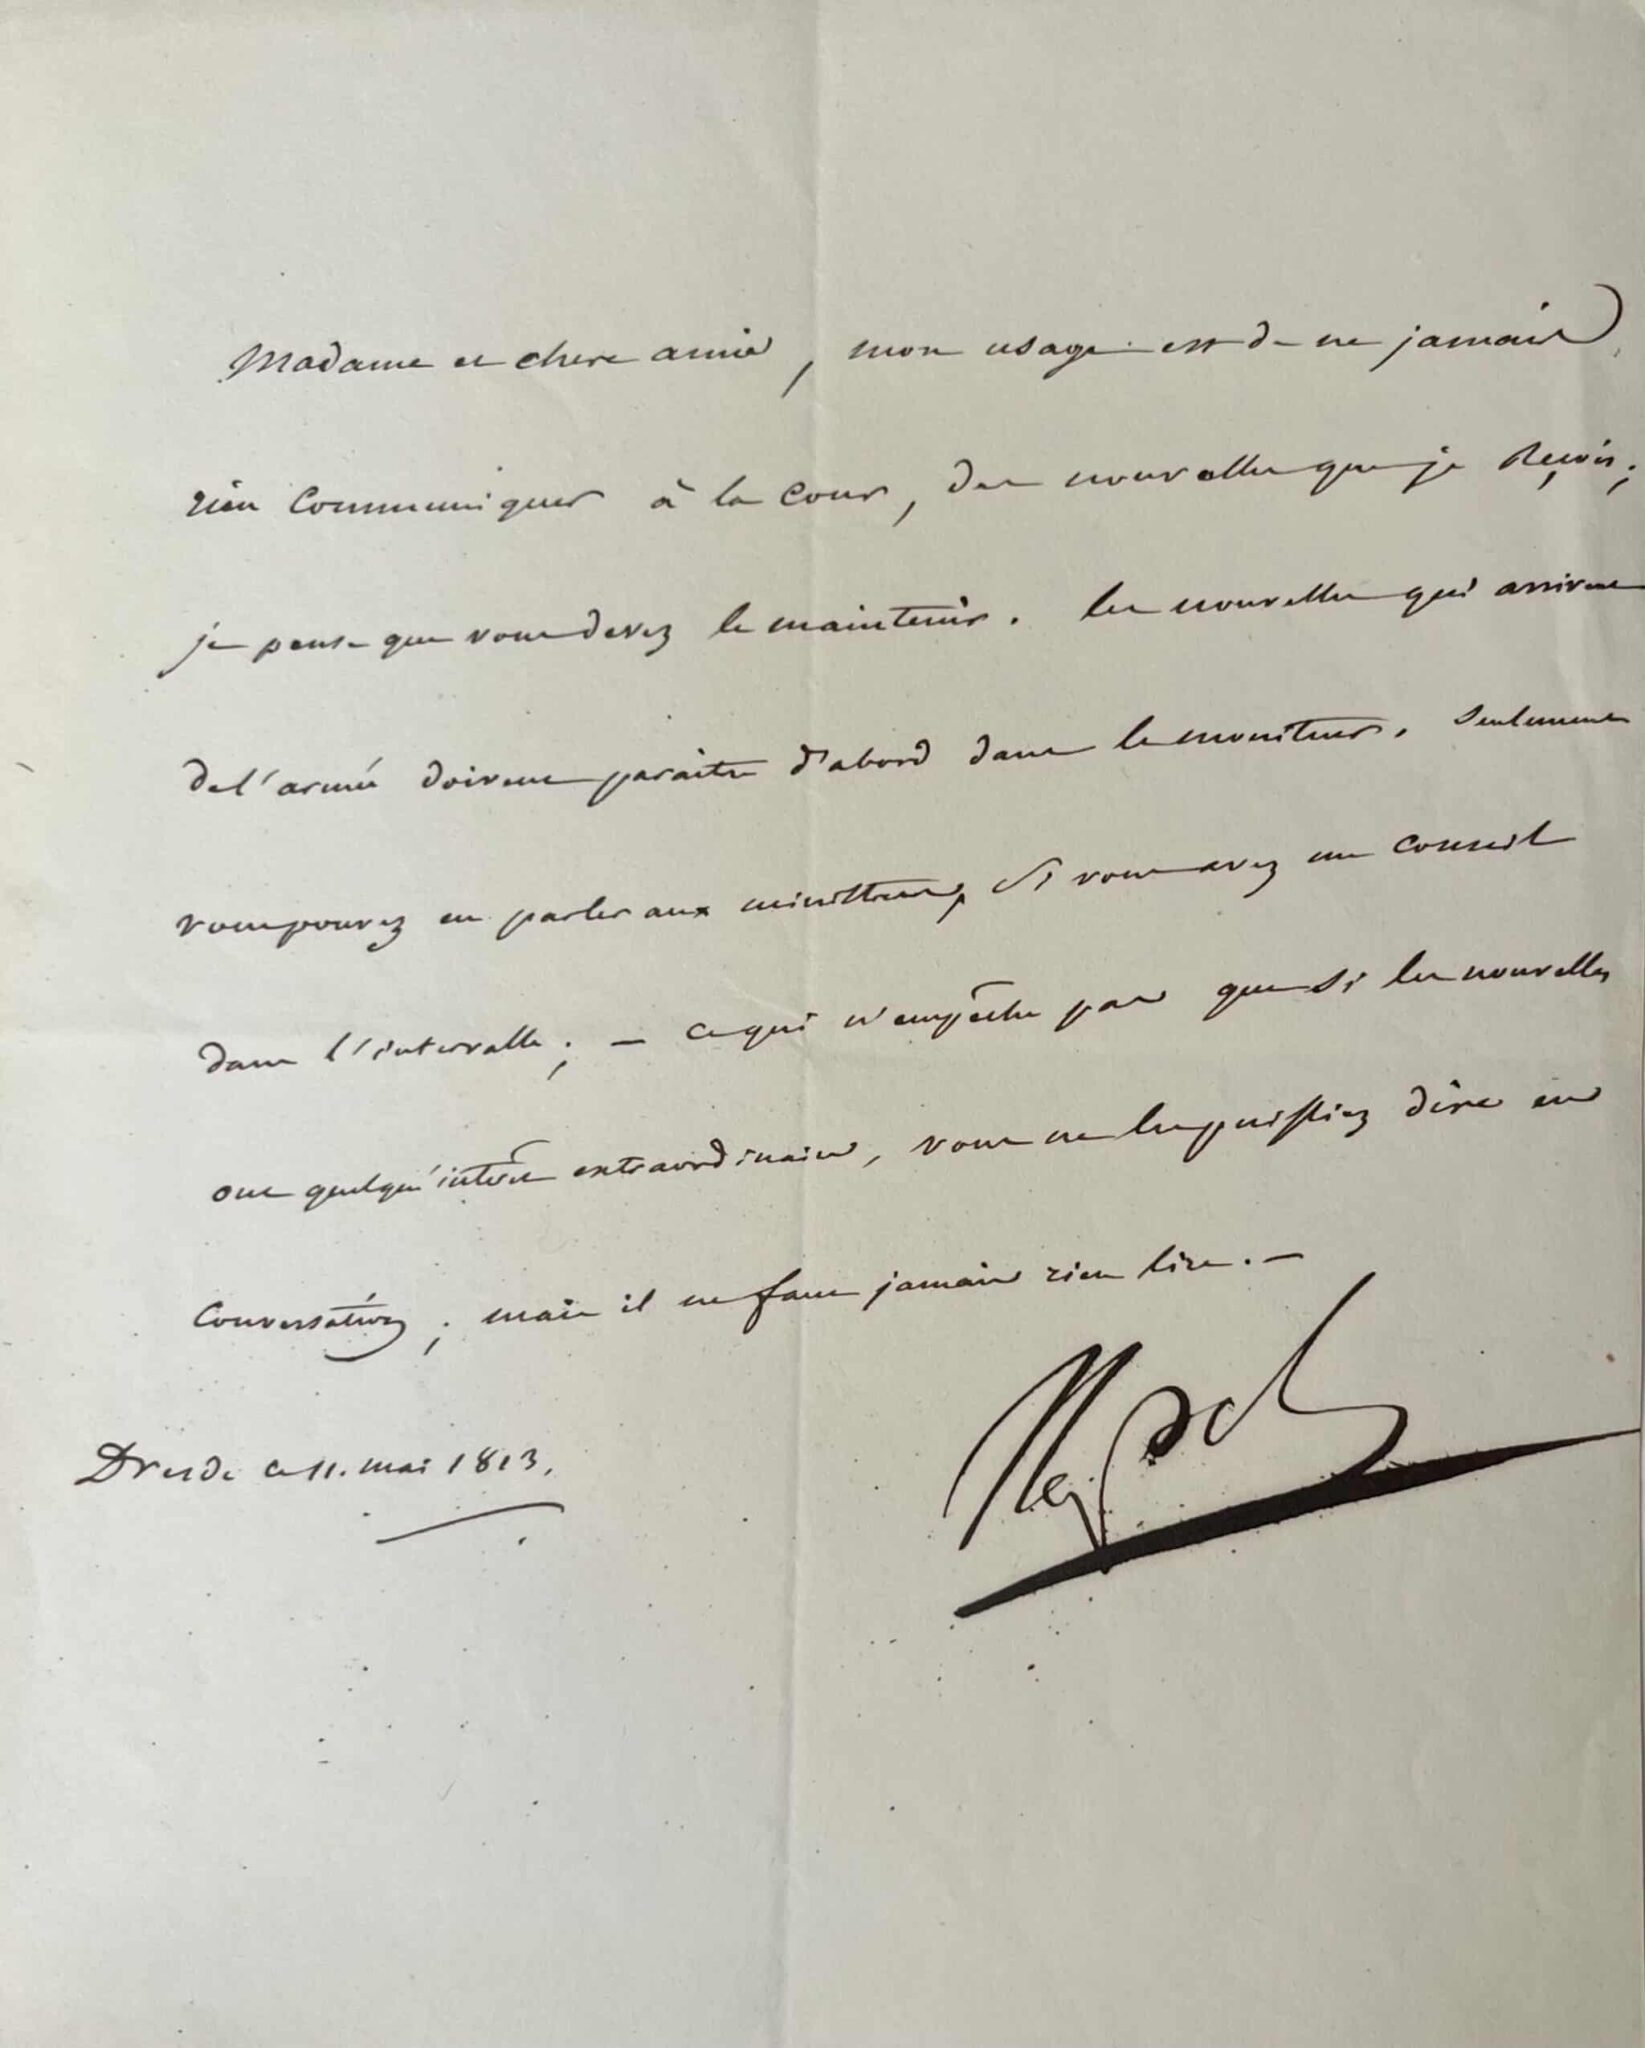 Madame et chere amie, mon usage est de ne jamais
rien Communiquer à la Cour, des nouvelles que je Reçois;
je pense que vous devez le maintenir. les nouvelles qui arrivent
de l'armée doivent paraitre d'abord dans le moniteur. Seulement
vous pouvez en parler aux ministres, Si vous avez un Conseil
dans l'intervalle; — ce qui n'empêche pas que Si les nouvelles
ont quelqu'intérêt extraordinaire, vous ne les puissiez dire en
Conversation; mais il ne faut jamais rien lire. —
Dresde ce 11. mai 1813.